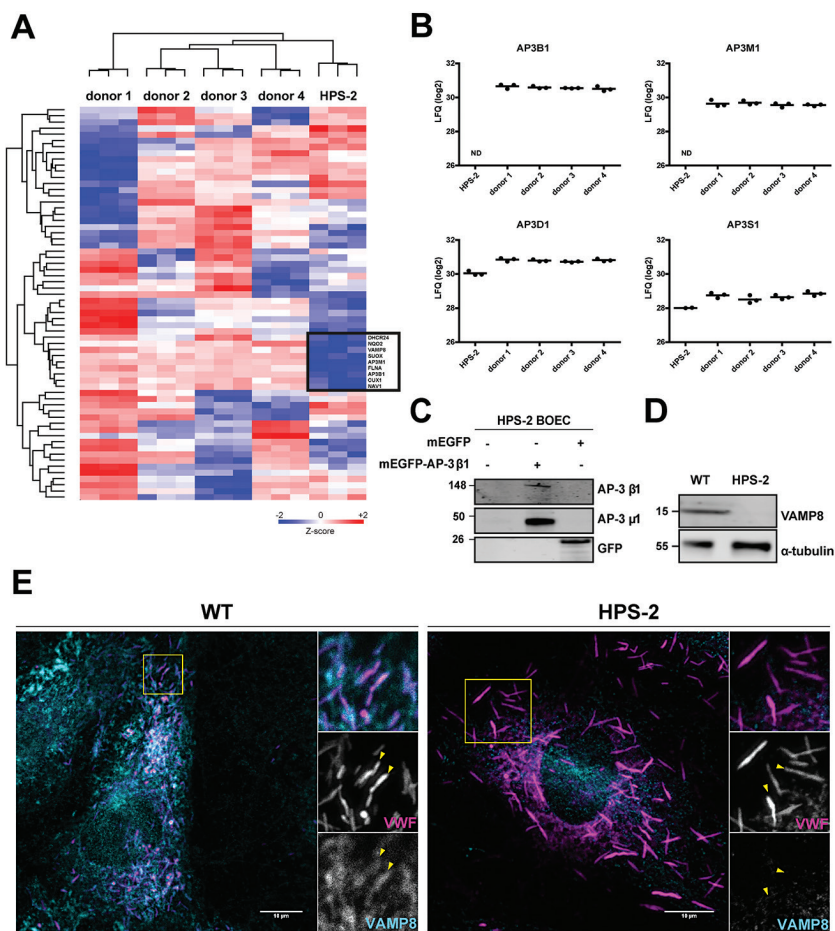 A
donor 1 donor 2 donor 3 donor 4 HPS-2
DHCR24
NQO2
VAMP8
SUOX
AP3M1
FLNA
AP3B1
CUX1
NAV1
-2 0 +2
Z-score
B
AP3B1
LFQ (log2)
32
30
28
26
ND
HPS-2 donor 1 donor 2 donor 3 donor 4
AP3M1
LFQ (log2)
32
30
28
26
ND
HPS-2 donor 1 donor 2 donor 3 donor 4
AP3D1
LFQ (log2)
32
30
28
26
HPS-2 donor 1 donor 2 donor 3 donor 4
AP3S1
LFQ (log2)
32
30
28
26
HPS-2 donor 1 donor 2 donor 3 donor 4
C
HPS-2 BOEC
mEGFP - - +
mEGFP-AP-3 β1 - + -
148 AP-3 β1
50 AP-3 μ1
26 GFP
D
WT HPS-2
15 VAMP8
55 α-tubulin
E
WT
VWF
VAMP8
10 μm
HPS-2
VWF
VAMP8
10 μm